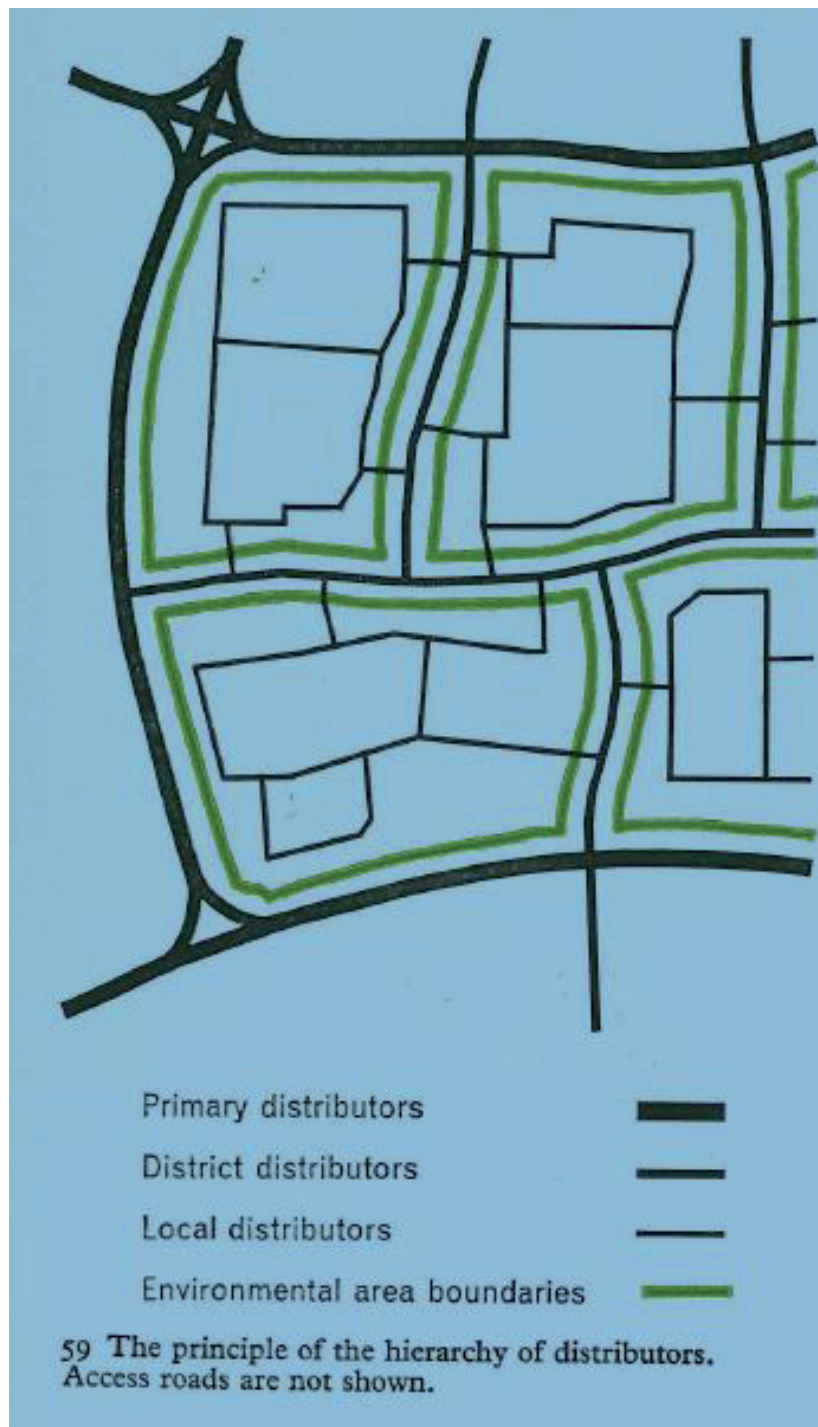 Primary distributors
District distributors
Local distributors
Environmental area boundaries
59 The principle of the hierarchy of distributors.
Access roads are not shown.